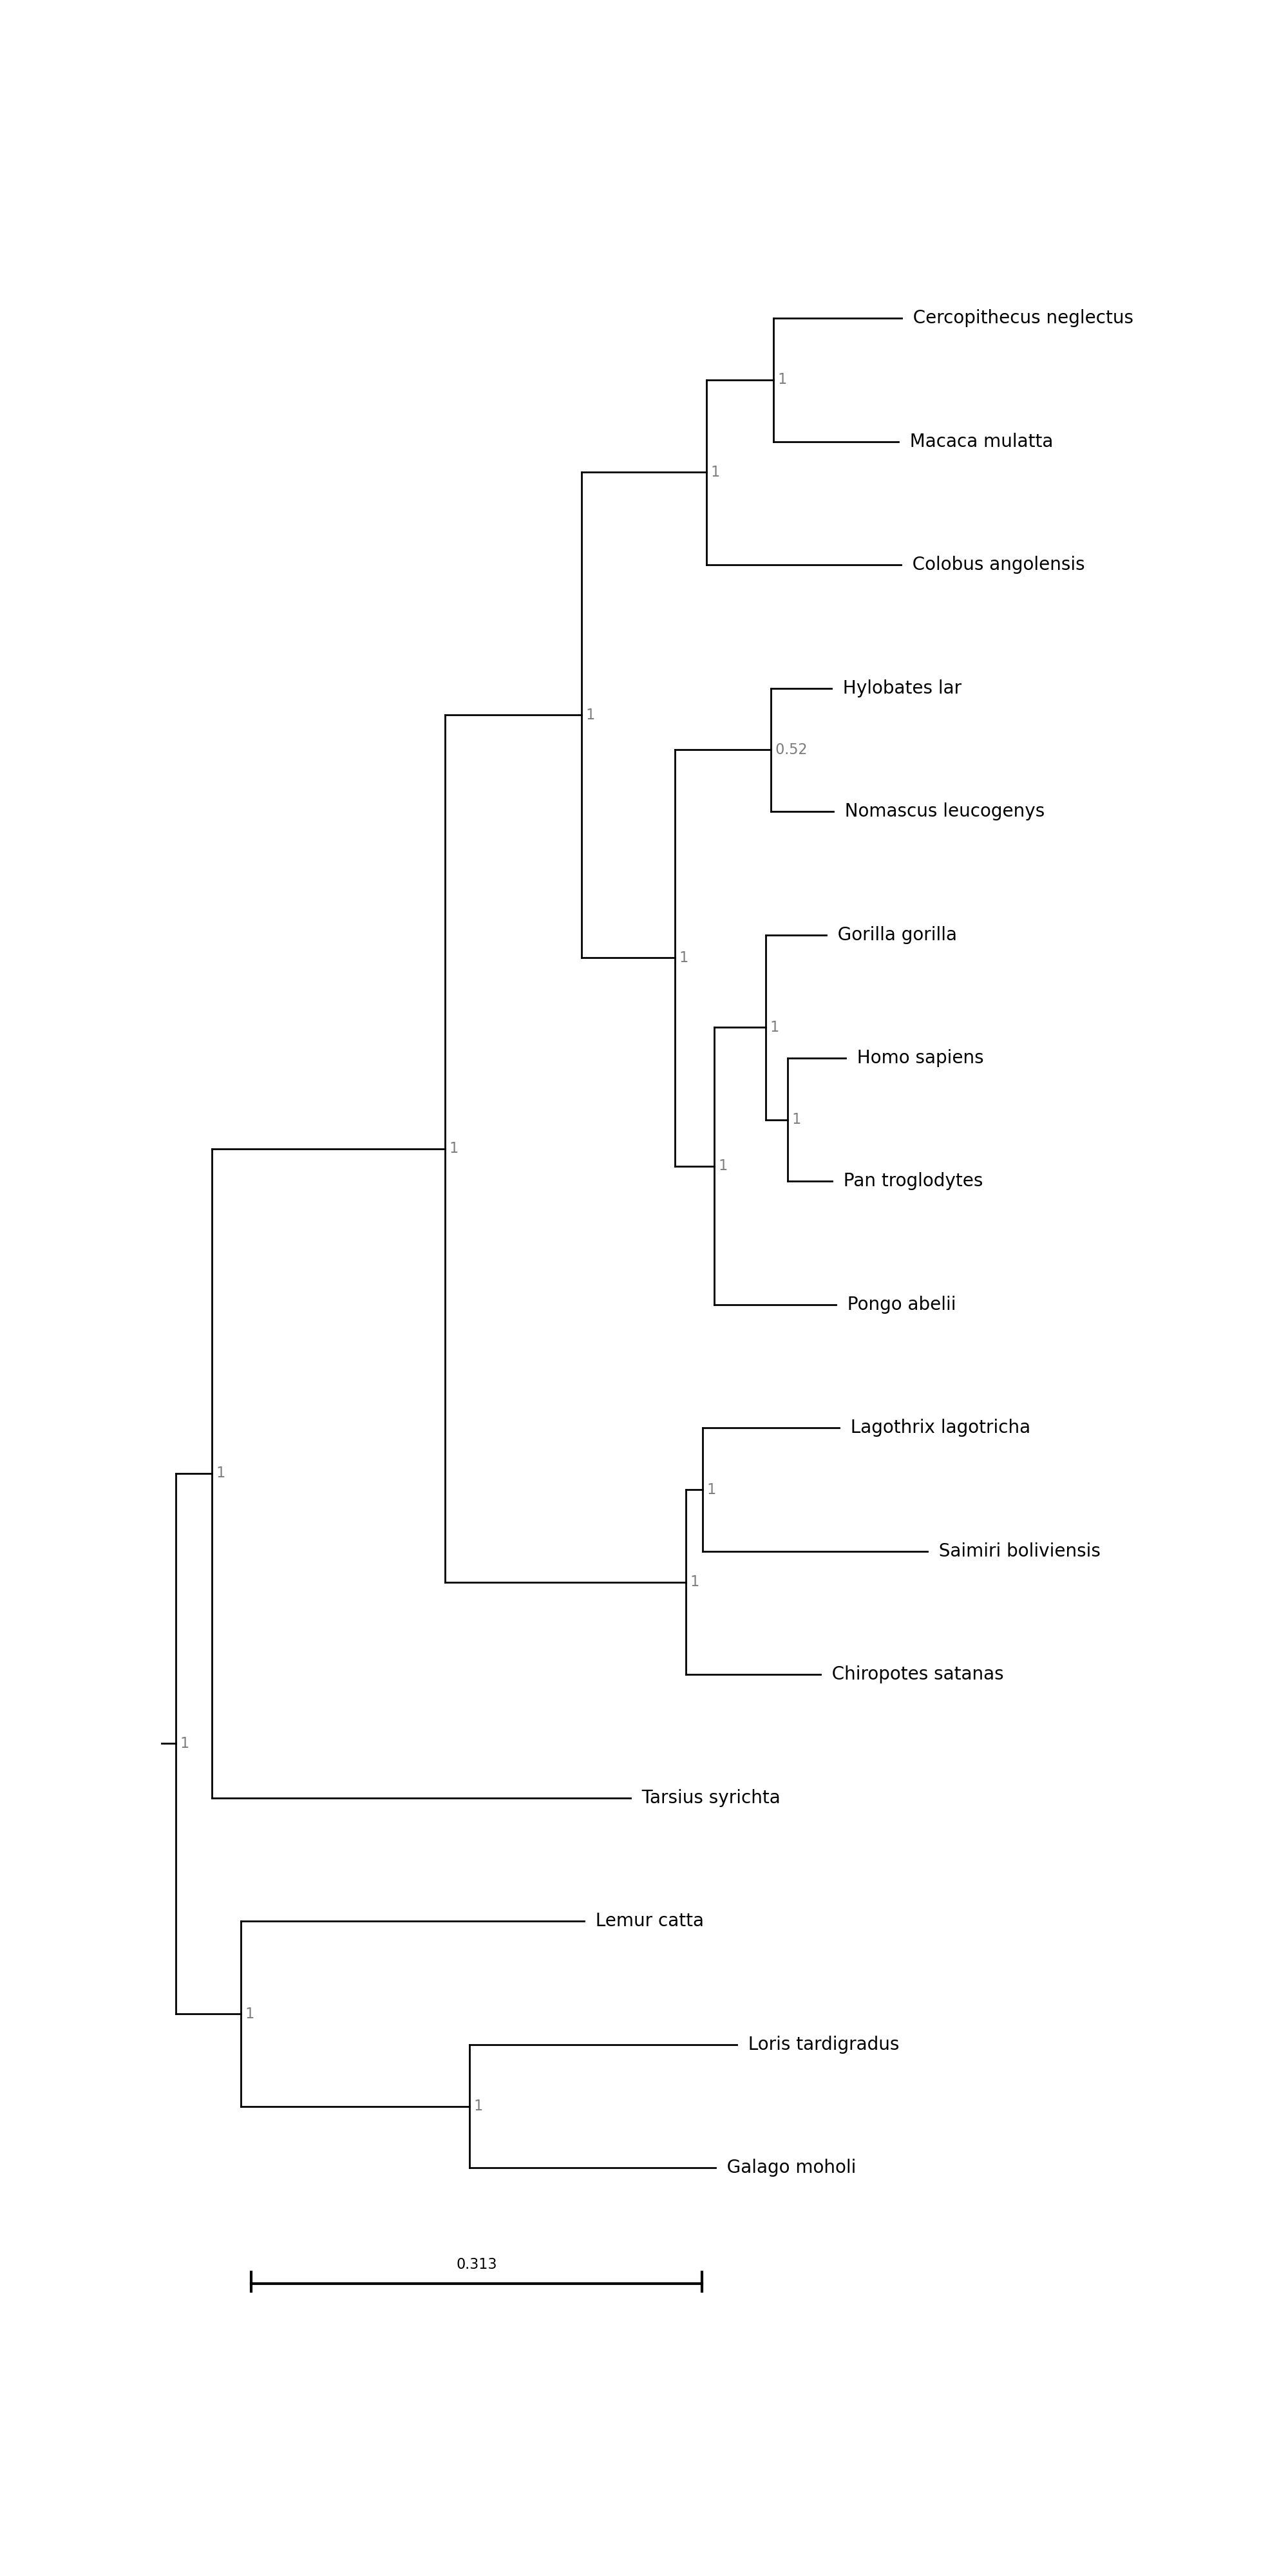 Cercopithecus neglectus
1
Macaca mulatta
1
Colobus angolensis
Hylobates lar
1
0.52
Nomascus leucogenys
Gorilla gorilla
1
1
Homo sapiens
1
1
1
Pan troglodytes
Pongo abelii
Lagothrix lagotricha
1
1
Saimiri boliviensis
1
Chiropotes satanas
1
Tarsius syrichta
Lemur catta
1
Loris tardigradus
1
Galago moholi
0.313